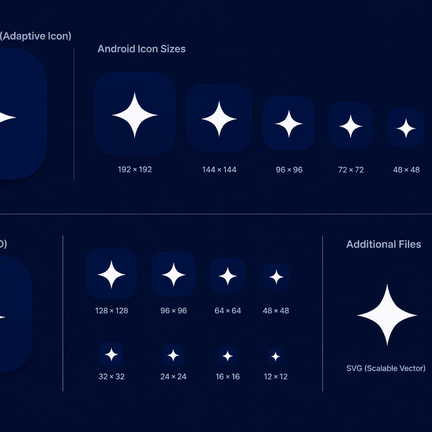 (Adaptive Icon)
Android Icon Sizes
192 × 192
144 × 144
96 × 96
72 × 72
48 × 48
Additional Files
128 × 128
96 × 96
64 × 64
48 × 48
32 × 32
24 × 24
16 × 16
12 × 12
SVG (Scalable Vector)